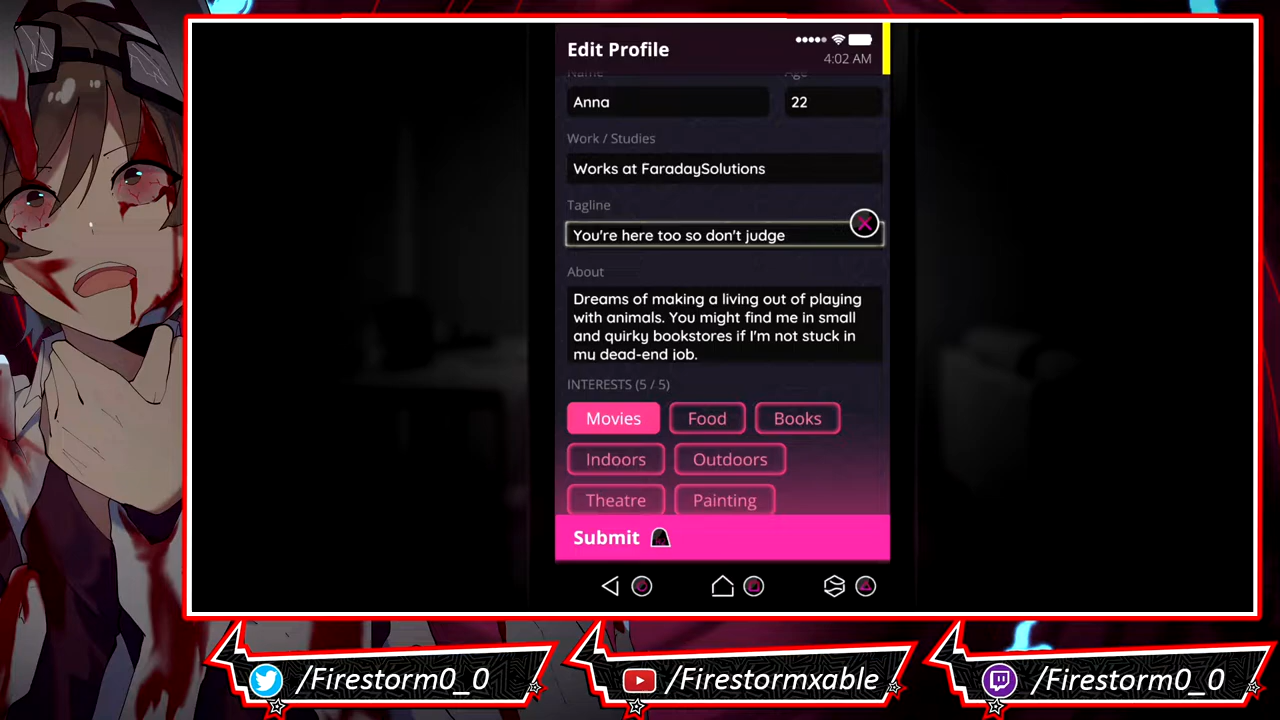 Edit Profile
4:02 AM
Name
Age
Anna
22
Work / Studies
Works at FaradaySolutions
Tagline
You're here too so don't judge
About
Dreams of making a living out of playing
with animals. You might find me in small
and quirky bookstores if I'm not stuck in
my dead-end job.
INTERESTS (5 / 5)
Movies
Food
Books
Indoors
Outdoors
Theatre
Painting
Submit
/Firestorm0_0
/Firestormxable
/Firestorm0_0